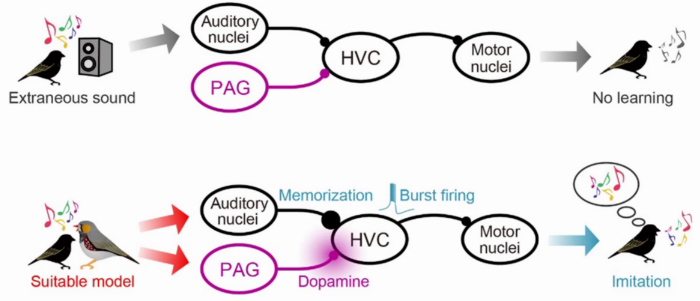 Auditory
nuclei
HVC
Motor
nuclei
PAG
Extraneous sound
No learning
Memorization
Burst firing
Auditory
nuclei
HVC
Motor
nuclei
PAG
Suitable model
Dopamine
Imitation